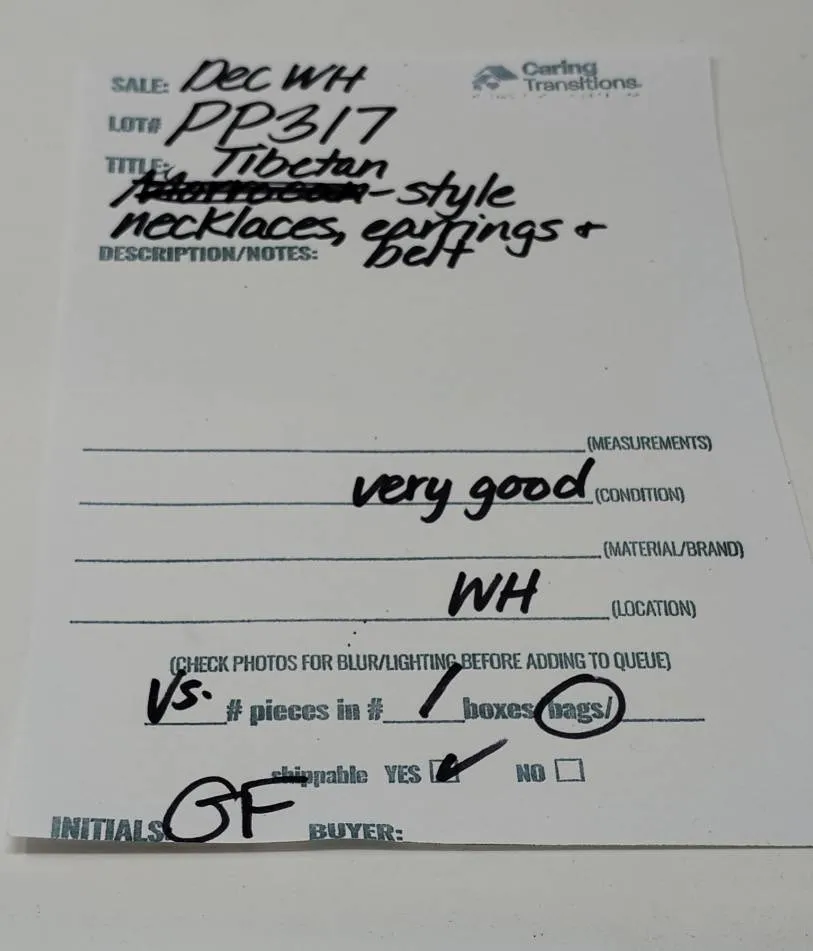 SALE: Dec WH
Caring
Transitions.
LOT# PP317
TITLE: Tibetan
-style
necklaces, earrings +
belt
DESCRIPTION/NOTES:
(MEASUREMENTS)
very good (CONDITION)
(MATERIAL/BRAND)
WH (LOCATION)
(CHECK PHOTOS FOR BLUR/LIGHTING BEFORE ADDING TO QUEUE)
Vs. # pieces in # 1 boxes bags/
shippable YES NO
INITIALS GF BUYER: